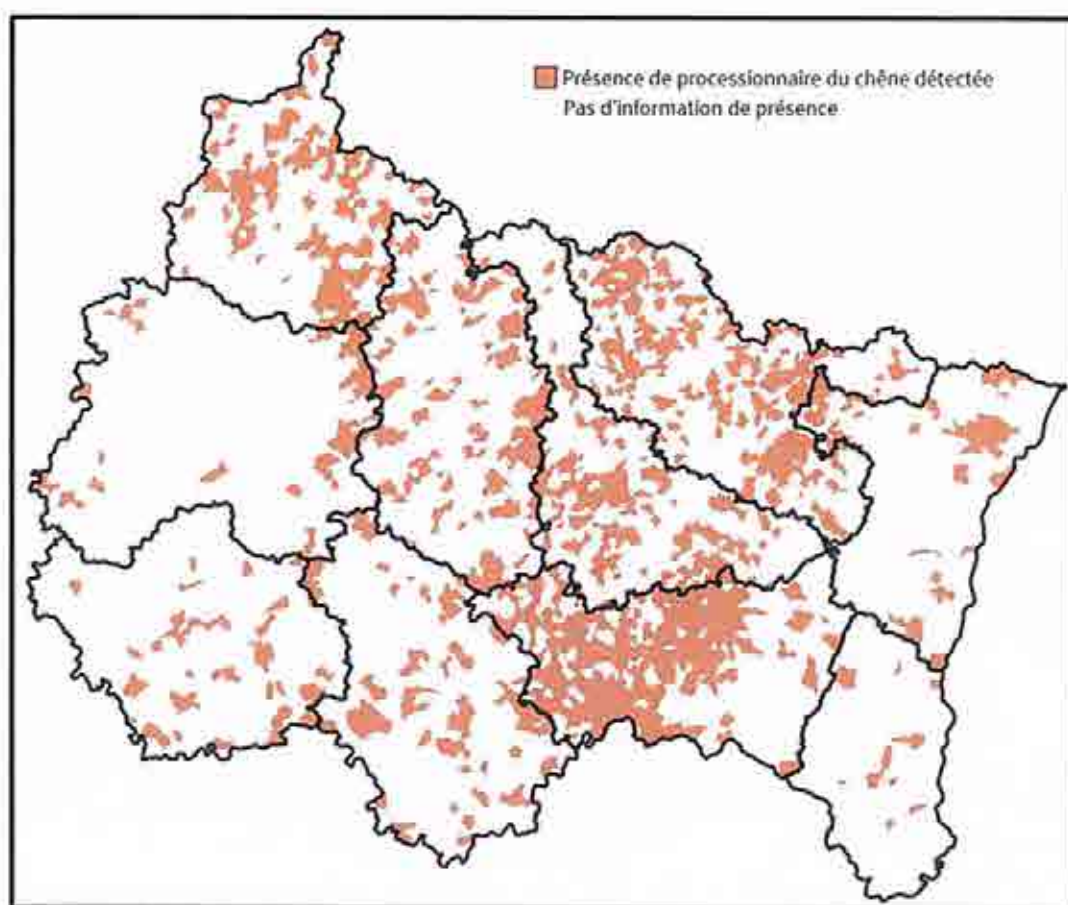 Présence de processionnaire du chêne détectée
Pas d'information de présence